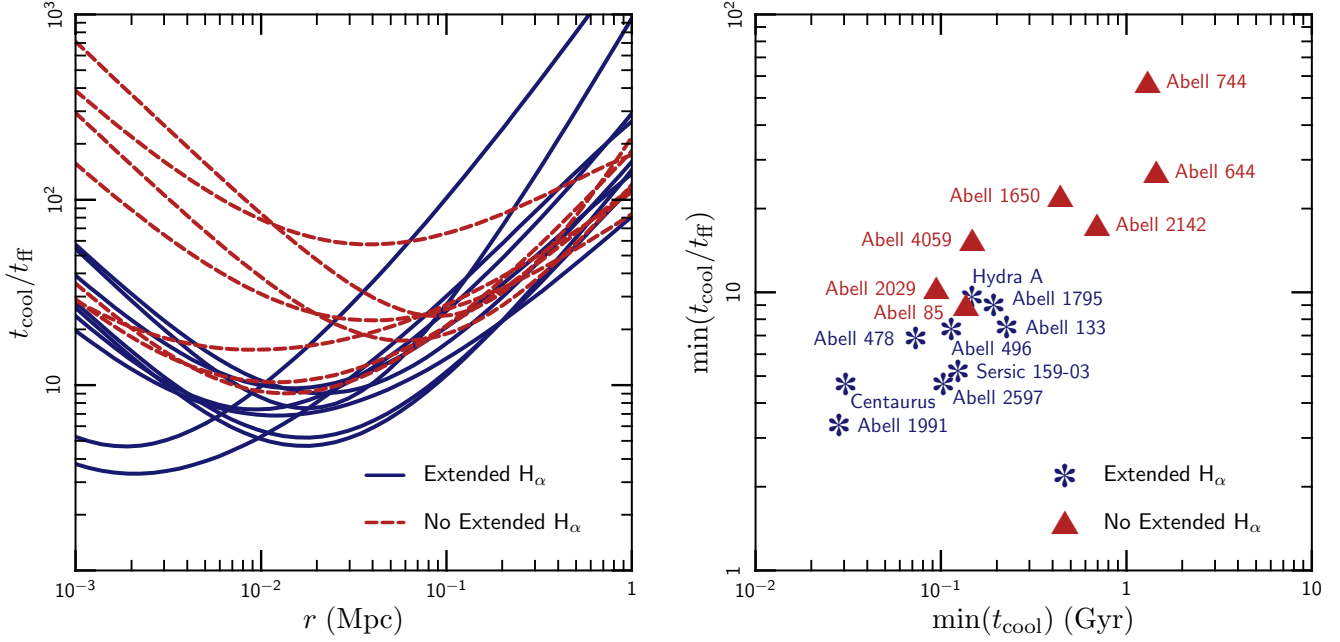 10³
10²
10
1
10⁻³
10⁻²
10⁻¹
1
t_cool/t_ff
r (Mpc)
Extended H_α
No Extended H_α
10²
10
1
10⁻²
10⁻¹
1
10
min(t_cool/t_ff)
min(t_cool) (Gyr)
Abell 744
Abell 644
Abell 1650
Abell 2142
Abell 4059
Hydra A
Abell 2029
Abell 1795
Abell 85
Abell 133
Abell 478
Abell 496
Sersic 159-03
Centaurus
Abell 2597
Abell 1991
Extended H_α
No Extended H_α